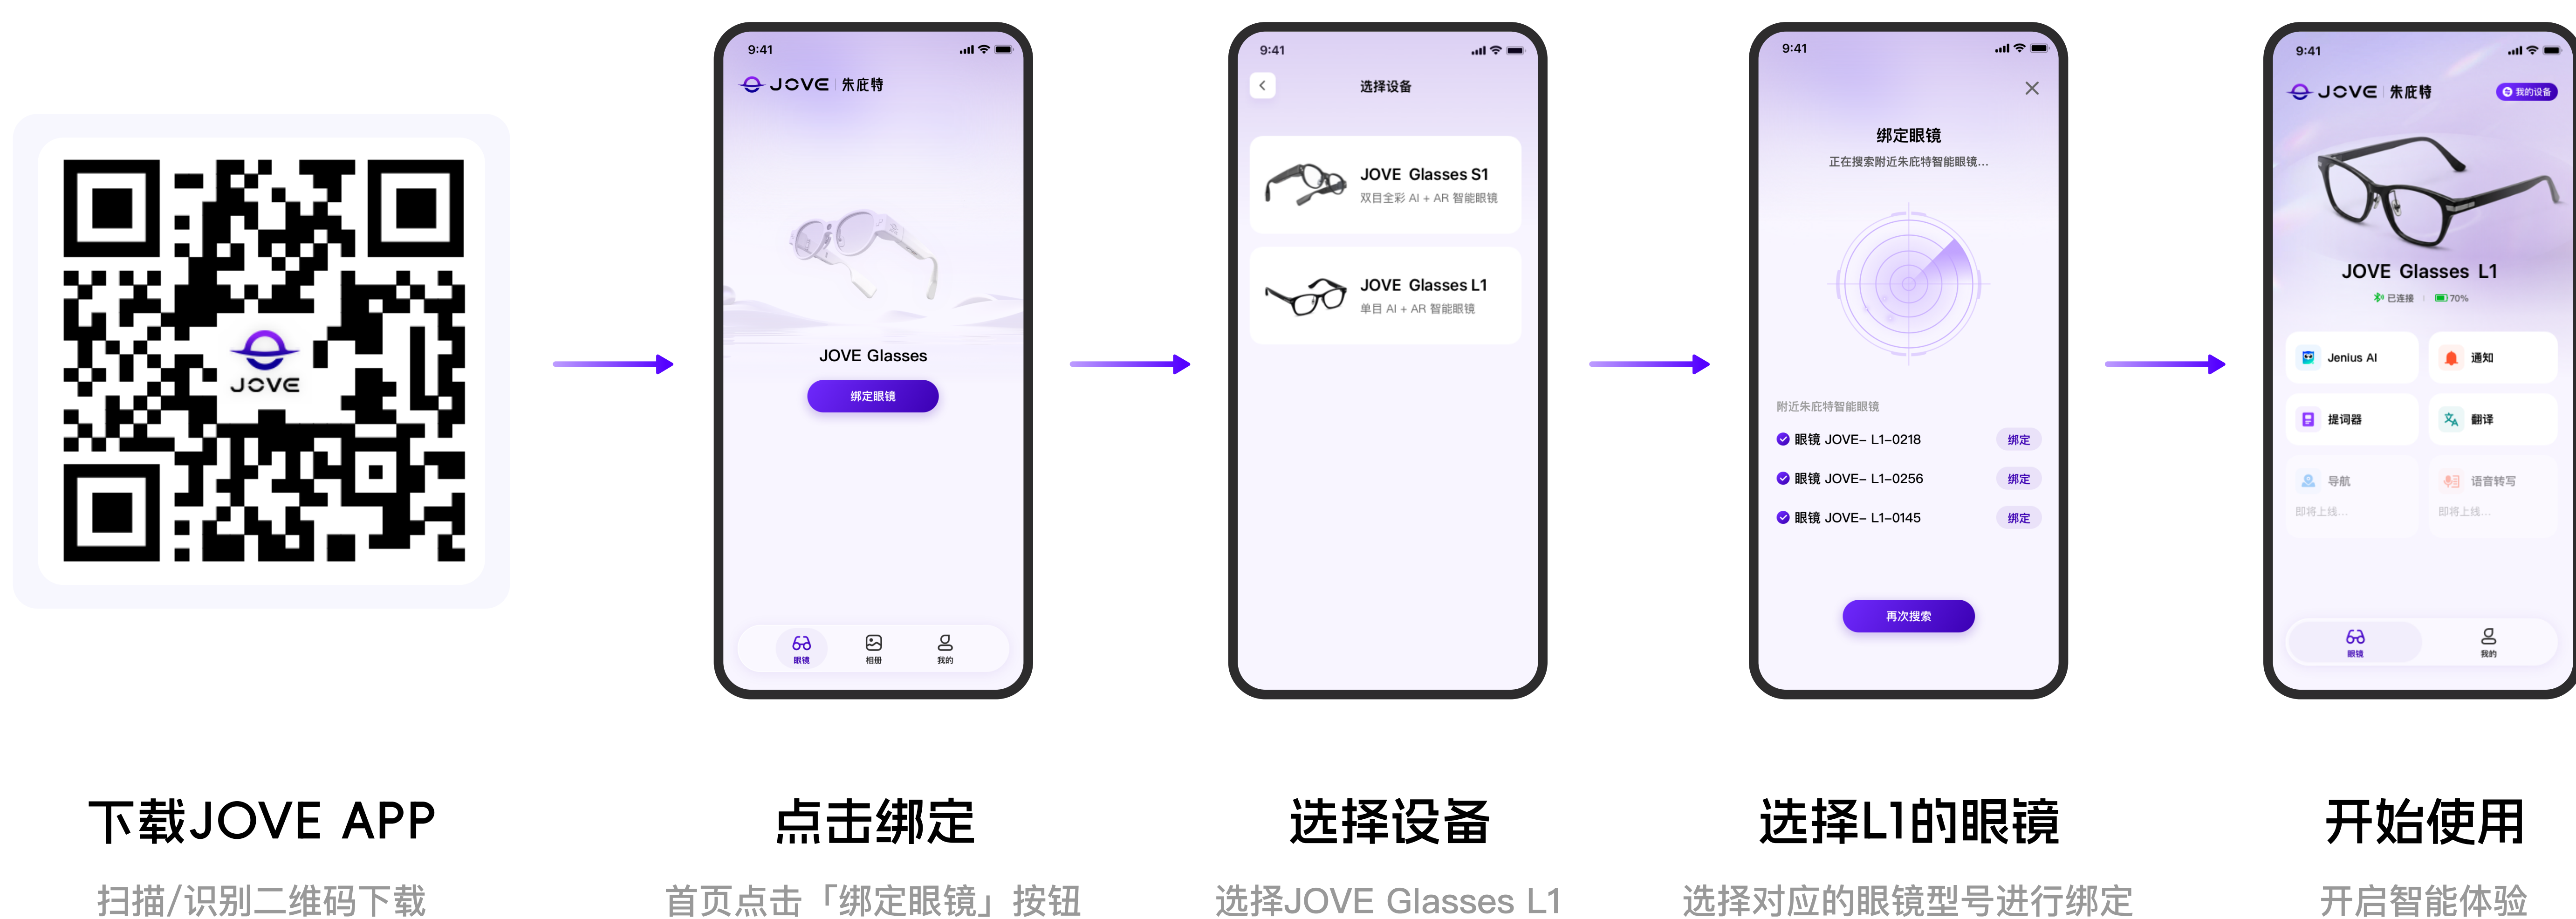 JOVE
下载JOVE APP
扫描/识别二维码下载
9:41
JOVE 朱庇特
JOVE Glasses
绑定眼镜
眼镜
相册
我的
点击绑定
首页点击「绑定眼镜」按钮
9:41
选择设备
JOVE Glasses S1
双目全彩 AI + AR 智能眼镜
JOVE Glasses L1
单目 AI + AR 智能眼镜
选择设备
选择JOVE Glasses L1
9:41
绑定眼镜
正在搜索附近朱庇特智能眼镜...
附近朱庇特智能眼镜
眼镜 JOVE- L1-0218 绑定
眼镜 JOVE- L1-0256 绑定
眼镜 JOVE- L1-0145 绑定
再次搜索
选择L1的眼镜
选择对应的眼镜型号进行绑定
9:41
JOVE 朱庇特
我的设备
JOVE Glasses L1
已连接 70%
Jenius AI
通知
提词器
翻译
导航
即将上线...
语音转写
即将上线...
眼镜
我的
开始使用
开启智能体验